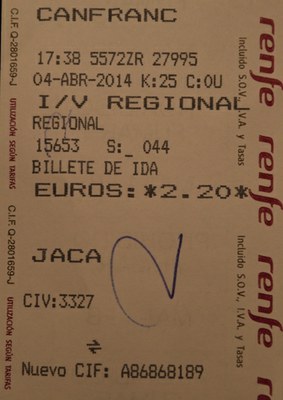 CANFRANC
17:38 5572ZR 27995
04-ABR-2014 K:25 C:0U
I/V REGIONAL
REGIONAL
15653 S: 044
BILLETE DE IDA
EUROS:*2.20*
JACA
CIV:3327
Nuevo CIF: A86868189
renfe renfe renfe renfe
Incluido S.O.V., I.V.A. y Tasas
Incluido S.O.V., I.V.A. y Tasas
C.I.F. Q-2801659-J
UTILIZACIÓN SEGÚN TARIFAS
C.I.F. Q-2801659-J
UTILIZACIÓN SEGÚN TARIFAS